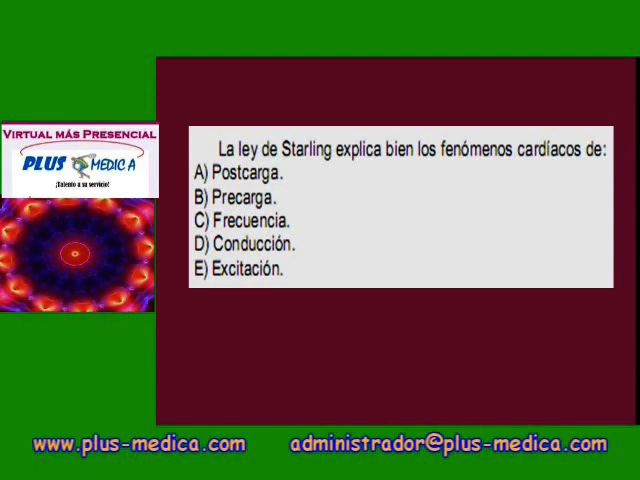 VIRTUAL MÁS PRESENCIAL
PLUS MEDICA
¡Talento a su servicio!
La ley de Starling explica bien los fenómenos cardíacos de:
A) Postcarga.
B) Precarga.
C) Frecuencia.
D) Conducción.
E) Excitación.
www.plus-medica.com administrador@plus-medica.com